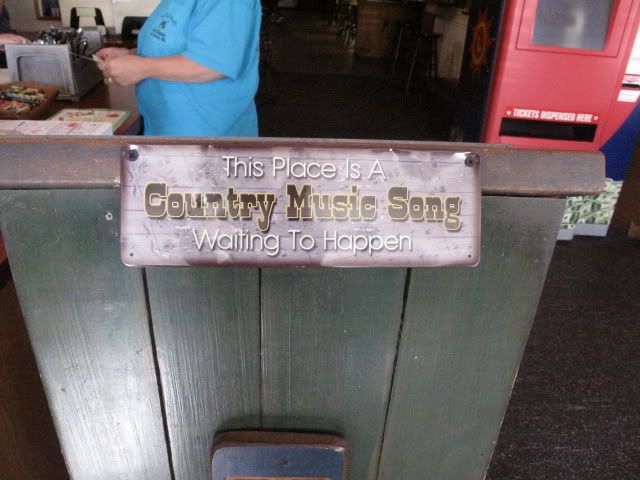 TICKETS DISPENSED HERE
This Place Is A
Country Music Song
Waiting To Happen